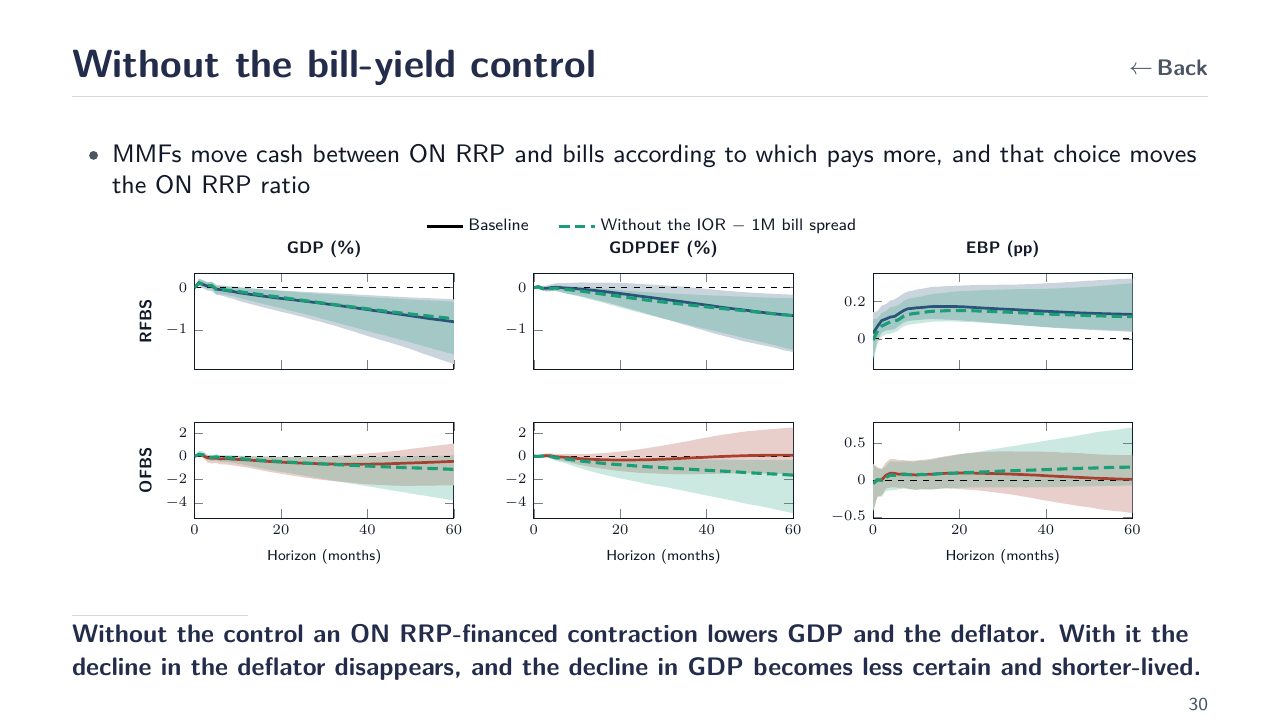 Without the bill-yield control
← Back
• MMFs move cash between ON RRP and bills according to which pays more, and that choice moves
the ON RRP ratio
Baseline Without the IOR − 1M bill spread
GDP (%) GDPDEF (%) EBP (pp)
RFBS
0
−1
0
−1
0.2
0
OFBS
2
0
−2
−4
2
0
−2
−4
0.5
0
−0.5
0 20 40 60 0 20 40 60 0 20 40 60
Horizon (months) Horizon (months) Horizon (months)
Without the control an ON RRP-financed contraction lowers GDP and the deflator. With it the
decline in the deflator disappears, and the decline in GDP becomes less certain and shorter-lived.
30